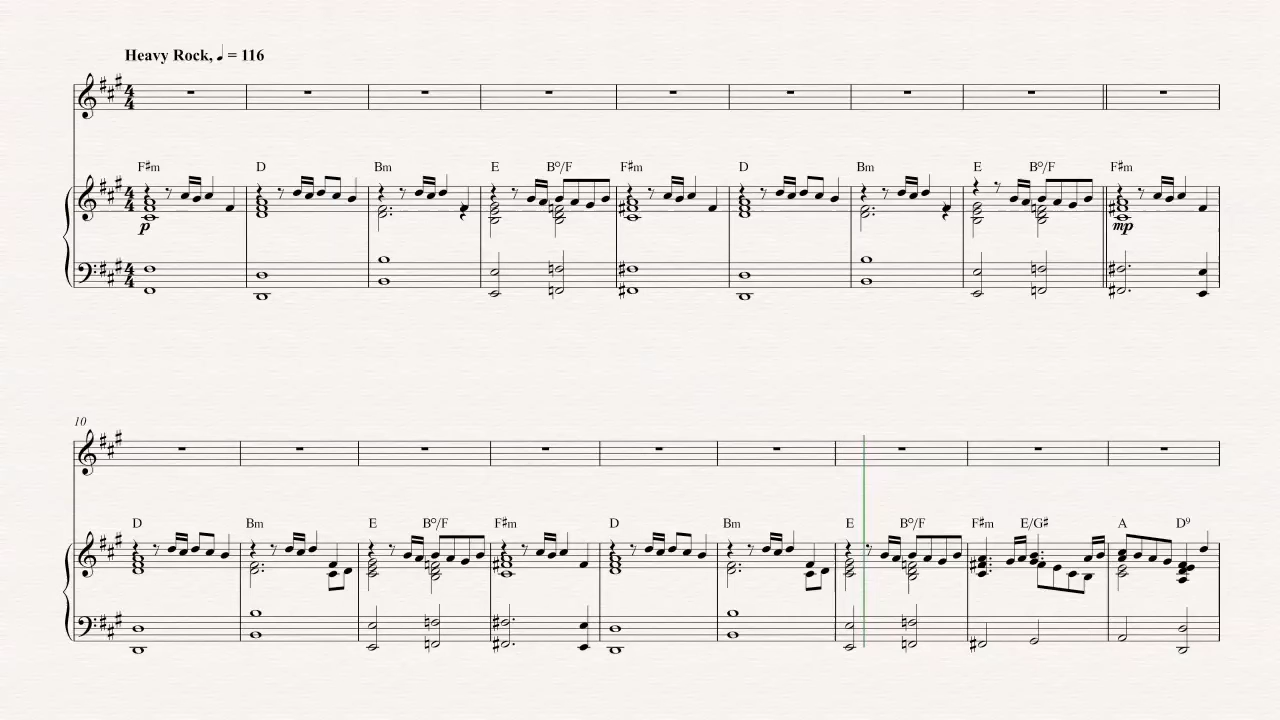 Heavy Rock, ♩ = 116
F♯m D Bm E B°/F F♯m D Bm E B°/F F♯m
p mp
10
D Bm E B°/F F♯m D Bm E B°/F F♯m E/G♯ A D⁹